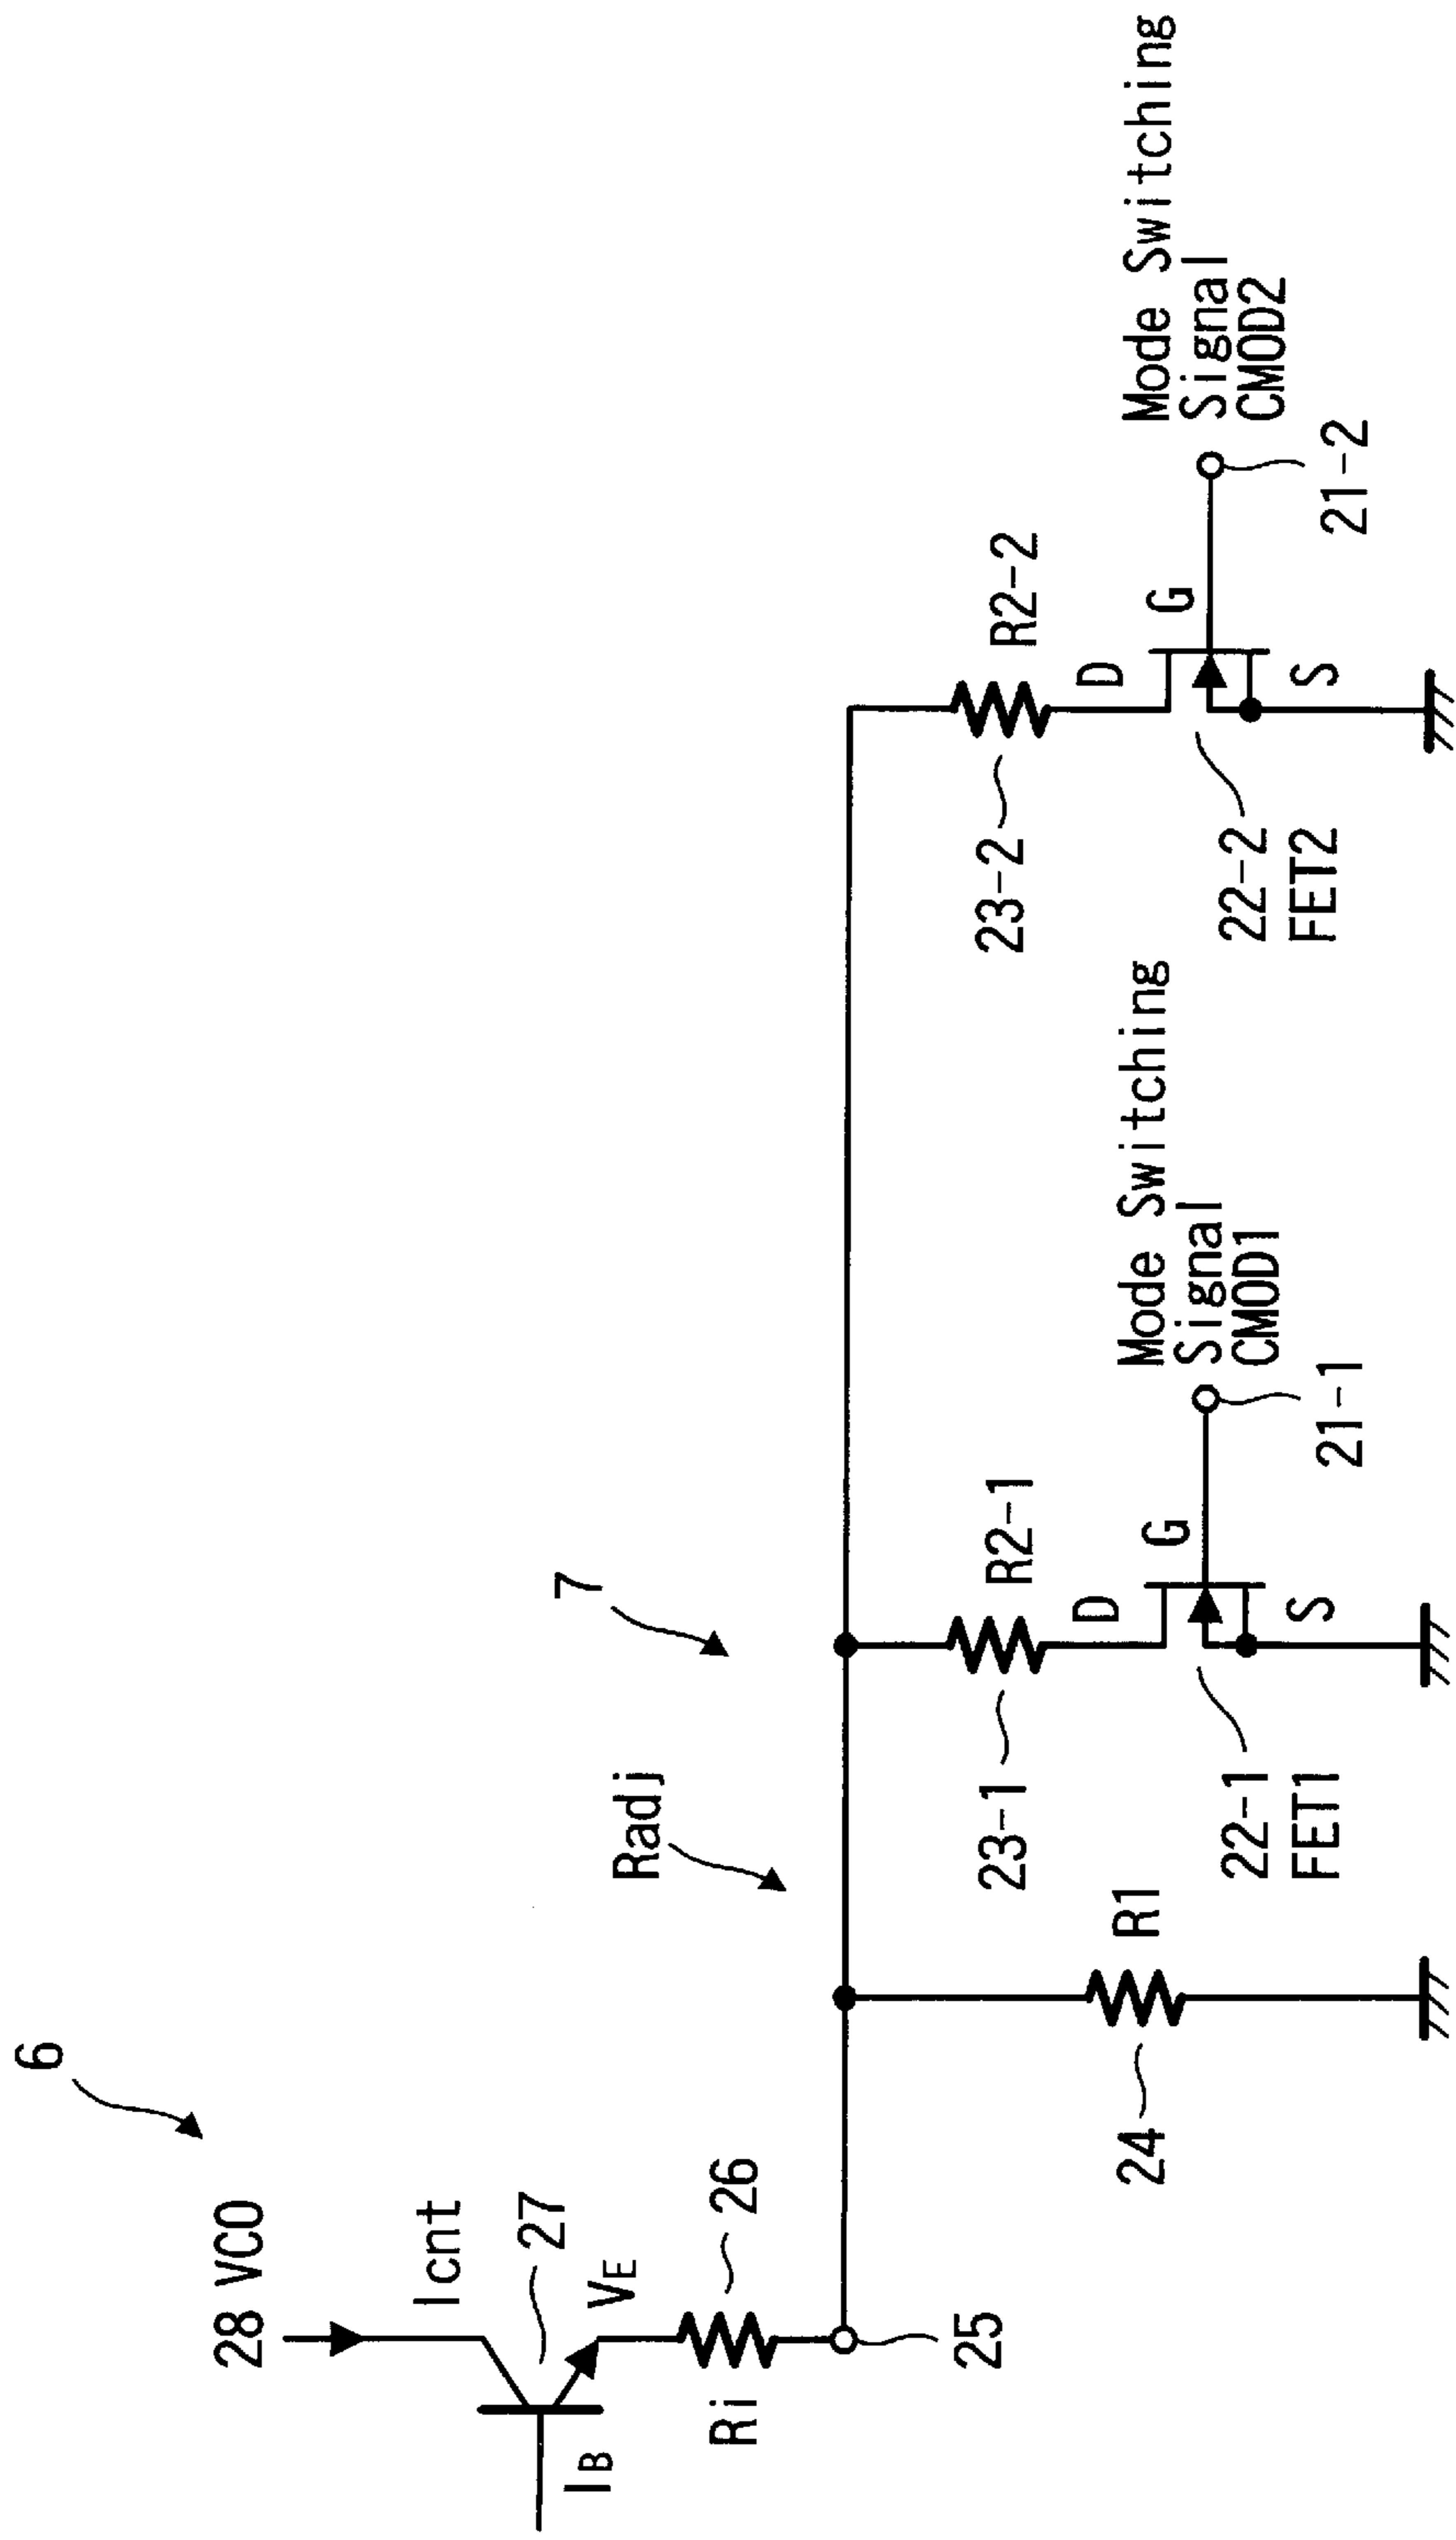 6
28 VCO
Icnt
27
IB
VE
Ri
26
25
7
Radj
24
R1
23-1
R2-1
D
G
S
22-1
FET1
21-1
Mode Switching
Signal
CMOD1
23-2
R2-2
D
G
S
22-2
FET2
21-2
Mode Switching
Signal
CMOD2